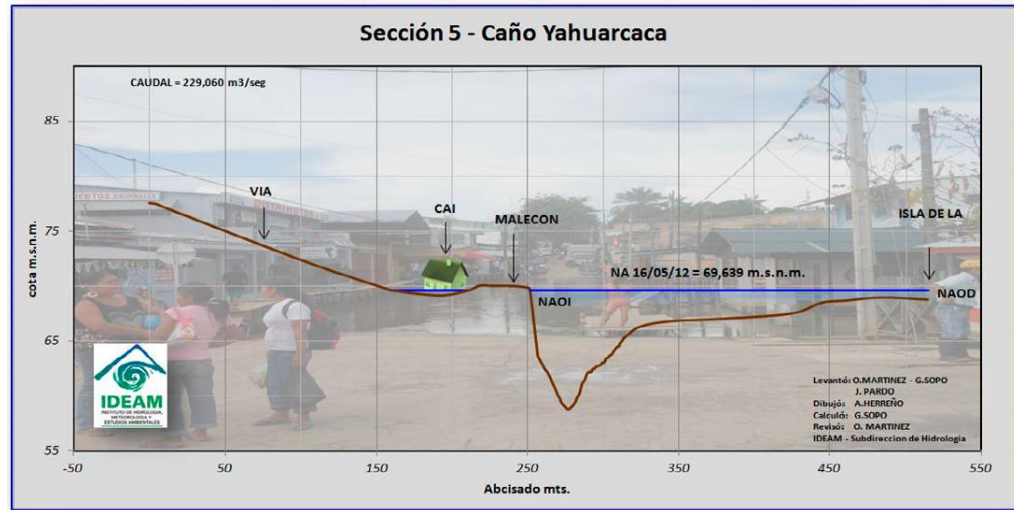 Sección 5 - Caño Yahuarcaca
CAUDAL = 229,060 m3/seg
85
75
65
55
cota m.s.n.m.
VIA
CAI
MALECON
ISLA DE LA
NA 16/05/12 = 69,639 m.s.n.m.
NAOI
NAOD
IDEAM
INSTITUTO DE HIDROLOGIA,
METEOROLOGIA Y
ESTUDIOS AMBIENTALES
Levantó: O.MARTINEZ - G.SOPO
J. PARDO
Dibujó: A.HERREÑO
Calculó: G.SOPO
Revisó: O. MARTINEZ
IDEAM - Subdireccion de Hidrologia
-50 50 150 250 350 450 550
Abcisado mts.